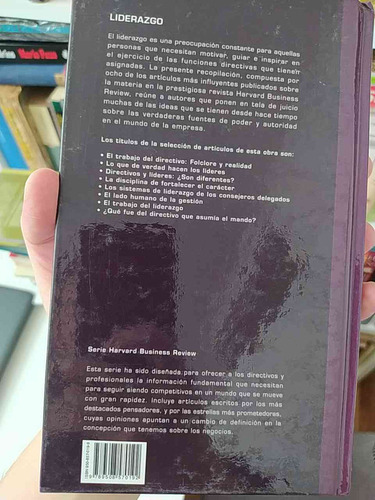 LIDERAZGO
El liderazgo es una preocupación constante para aquellas
personas que necesitan motivar, guiar e inspirar en
el ejercicio de las funciones directivas que tienen
asignadas. La presente recopilación, compuesta por
ocho de los artículos más influyentes publicados sobre
la materia en la prestigiosa revista Harvard Business
Review, reúne a autores que ponen en tela de juicio
muchas de las ideas que se tienen desde hace tiempo
sobre las verdaderas fuentes de poder y autoridad
en el mundo de la empresa.
Los títulos de la selección de artículos de esta obra son:
• El trabajo del directivo: Folclore y realidad
• Lo que de verdad hacen los líderes
• Directivos y líderes: ¿Son diferentes?
• La disciplina de fortalecer el carácter
• Los sistemas de liderazgo de los consejeros delegados
• El lado humano de la gestión
• El trabajo del liderazgo
• ¿Qué fue del directivo que asumía el mando?
Serie Harvard Business Review
Esta serie ha sido diseñada para ofrecer a los directivos y
profesionales la información fundamental que necesitan
para seguir siendo competitivos en un mundo que se mueve
con gran rapidez. Incluye artículos escritos por los más
destacados pensadores, y por las estrellas más prometedoras,
cuyas opiniones apuntan a un cambio de definición en la
concepción que tenemos sobre los negocios.
Mario Puzo